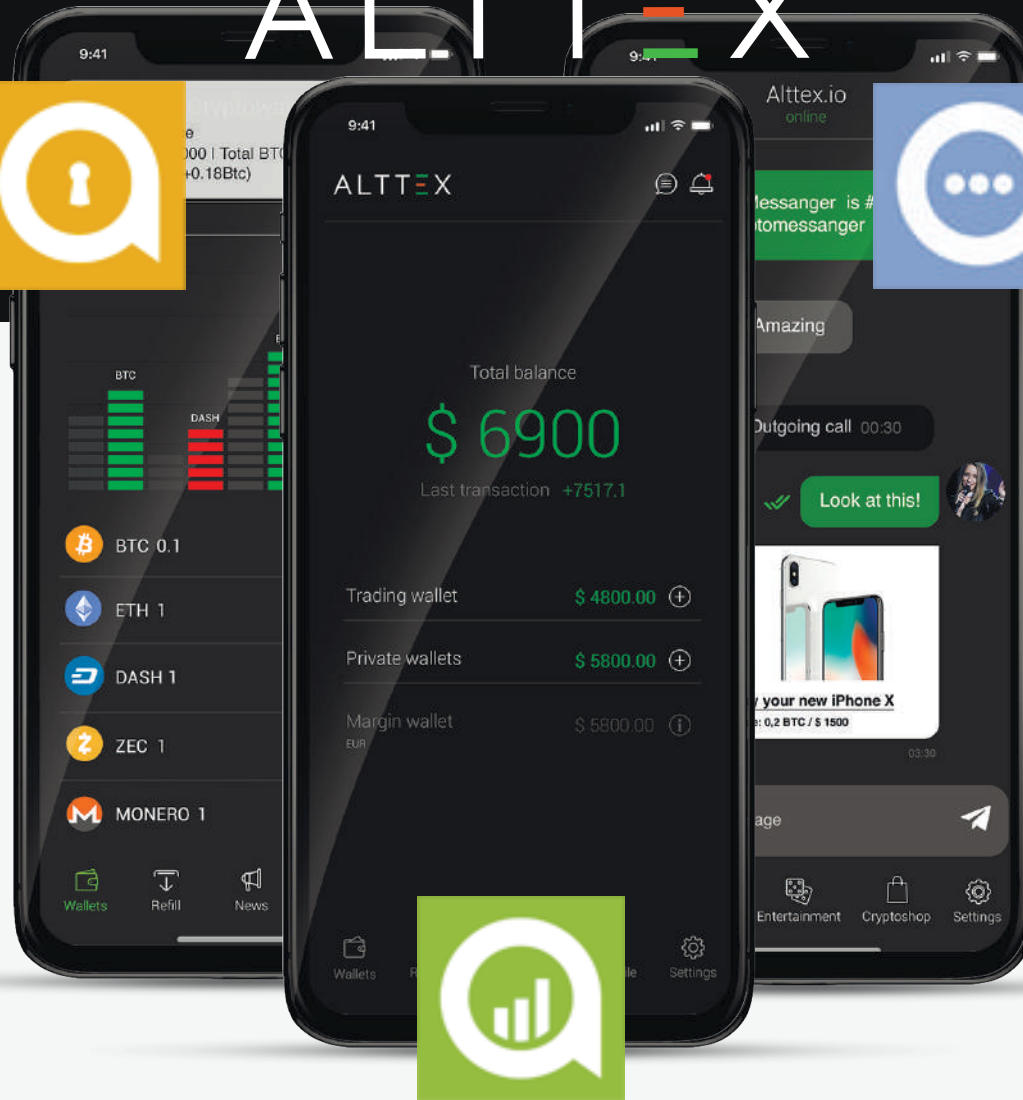 ALTTEX
9:41
Cryptowa
e
000 | Total BTC
+0.18Btc)
BTC
DASH
BTC 0.1
ETH 1
DASH 1
ZEC 1
MONERO 1
Wallets
Refill
News
9:41
ALTTEX
Total balance
$ 6900
Last transaction +7517.1
Trading wallet $ 4800.00
Private wallets $ 5800.00
Margin wallet $ 5800.00
EUR
Wallets
Settings
9:41
Alttex.io
online
Messanger is #
tomessanger
Amazing
Outgoing call 00:30
Look at this!
your new iPhone X
: 0,2 BTC / $ 1500
03:30
age
Entertainment
Cryptoshop
Settings